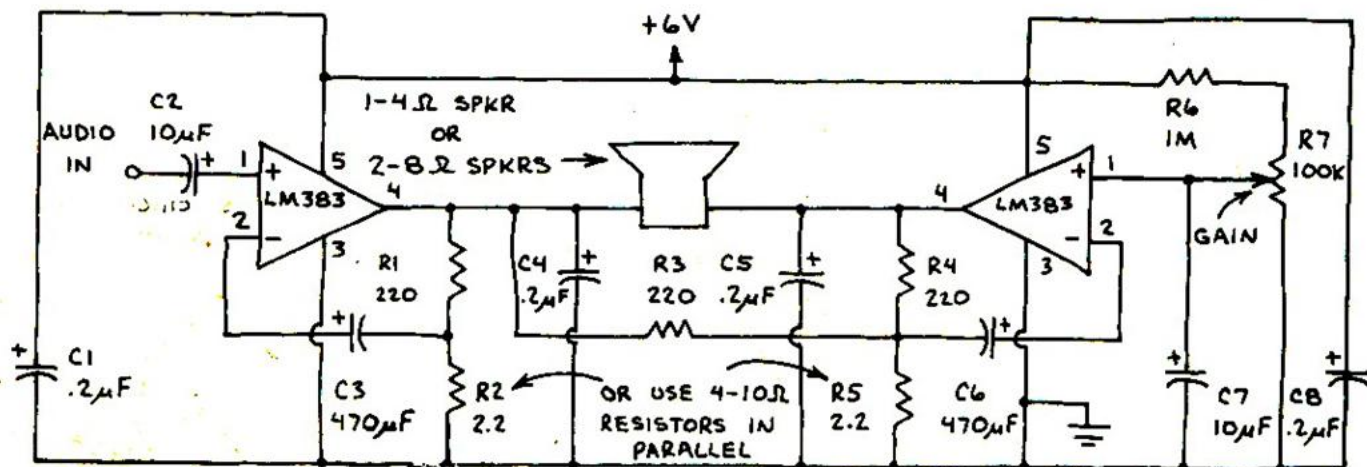 +6V
C2
10µF
AUDIO
IN
1
+
5
LM383
4
2
−
3
1-4Ω SPKR
OR
2-8Ω SPKRS
R6
1M
R7
100K
5
+
1
LM383
4
2
−
3
GAIN
R1
220
C4
+
.2µF
R3
220
C5
+
.2µF
R4
220
+
C1
.2µF
+
C3
470µF
R2
2.2
OR USE 4-10Ω
RESISTORS IN
PARALLEL
R5
2.2
+
C6
470µF
+
C7
10µF
+
C8
.2µF